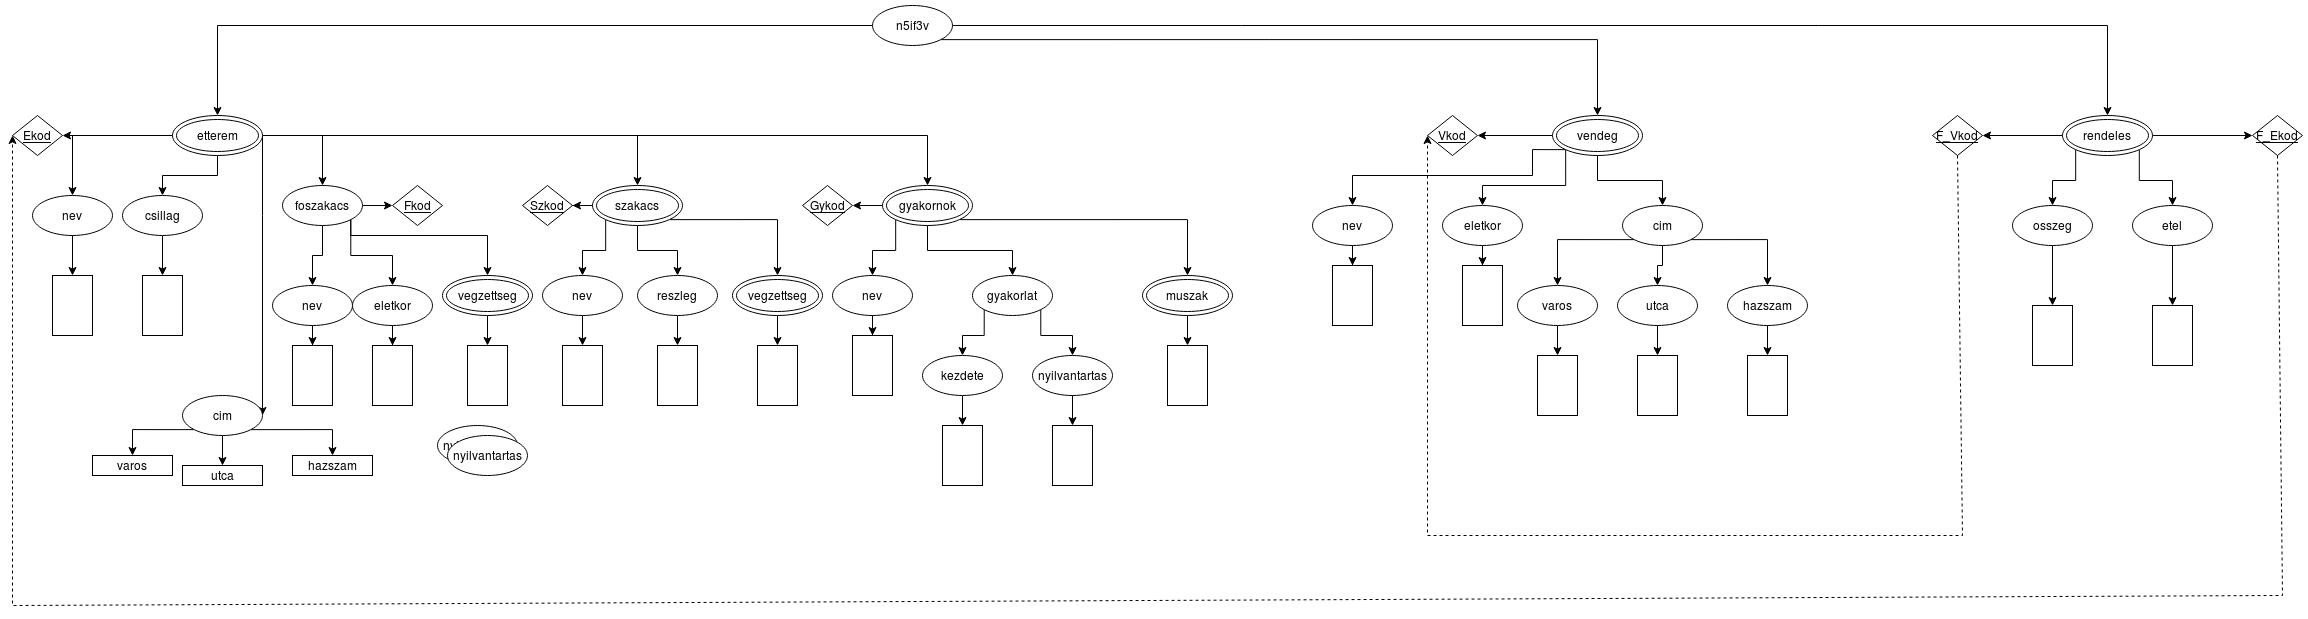 n5if3v
Ekod
etterem
Vkod
vendeg
F_Vkod
rendeles
F_Ekod
nev
csillag
foszakacs
Fkod
Szkod
szakacs
Gykod
gyakornok
nev
eletkor
cim
osszeg
etel
nev
eletkor
vegzettseg
nev
reszleg
vegzettseg
nev
gyakorlat
muszak
varos
utca
hazszam
kezdete
nyilvantartas
cim
varos
utca
hazszam
nyilvantartas